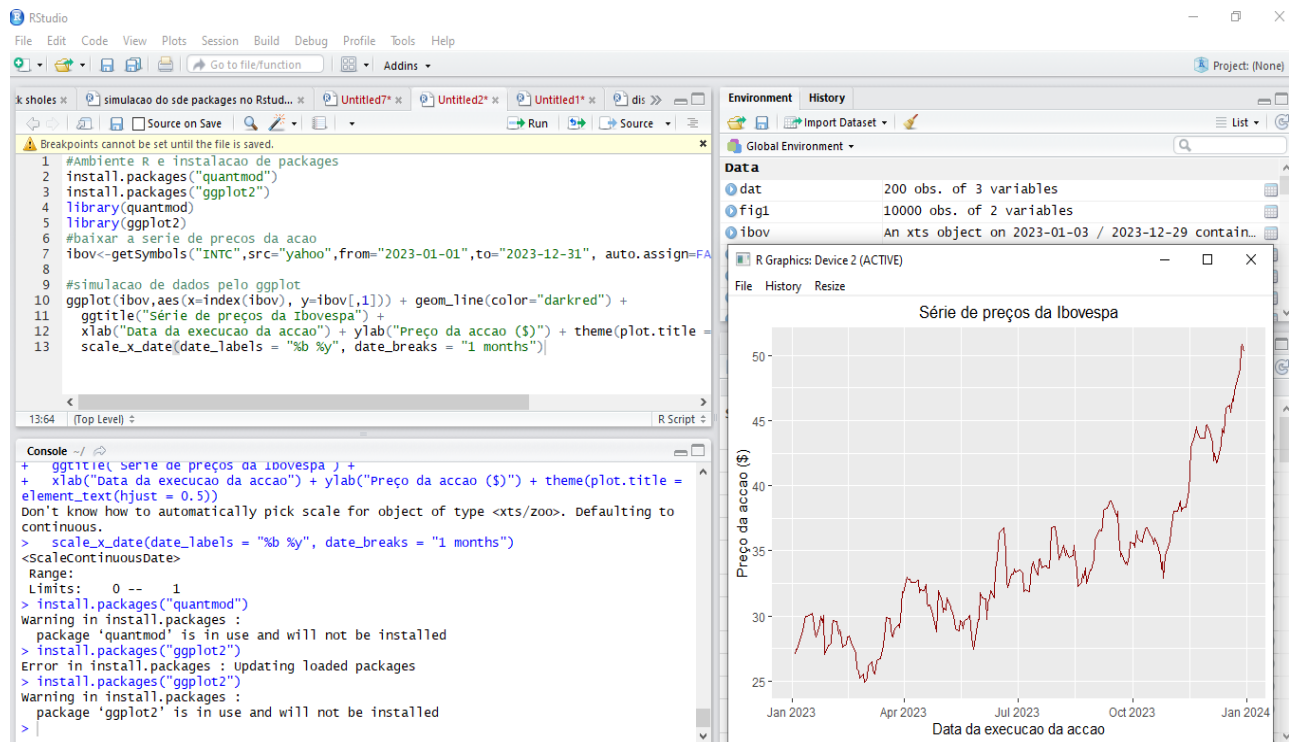 RStudio
File Edit Code View Plots Session Build Debug Profile Tools Help
Go to file/function Addins Project: (None)
k sholes simulacao do sde packages no Rstud... Untitled7* Untitled2* Untitled1* dis
Source on Save Run Source
Breakpoints cannot be set until the file is saved.
1 #Ambiente R e instalacao de packages
2 install.packages("quantmod")
3 install.packages("ggplot2")
4 library(quantmod)
5 library(ggplot2)
6 #baixar a serie de precos da acao
7 ibov<-getSymbols("INTC",src="yahoo",from="2023-01-01",to="2023-12-31", auto.assign=FA
8
9 #simulacao de dados pelo ggplot
10 ggplot(ibov,aes(x=index(ibov), y=ibov[,1])) + geom_line(color="darkred") +
11 ggtitle("Série de preços da Ibovespa") +
12 xlab("Data da execucao da accao") + ylab("Preço da accao ($)") + theme(plot.title =
13 scale_x_date(date_labels = "%b %y", date_breaks = "1 months")
13:64 (Top Level) R Script
Console ~/
+ ggtitle("Série de preços da Ibovespa") +
+ xlab("Data da execucao da accao") + ylab("Preço da accao ($)") + theme(plot.title =
element_text(hjust = 0.5))
Don't know how to automatically pick scale for object of type <xts/zoo>. Defaulting to
continuous.
> scale_x_date(date_labels = "%b %y", date_breaks = "1 months")
<ScaleContinuousDate>
Range:
Limits: 0 -- 1
> install.packages("quantmod")
Warning in install.packages :
package ‘quantmod’ is in use and will not be installed
> install.packages("ggplot2")
Error in install.packages : Updating loaded packages
> install.packages("ggplot2")
Warning in install.packages :
package ‘ggplot2’ is in use and will not be installed
>
Environment History
Import Dataset List
Global Environment
Data
dat 200 obs. of 3 variables
fig1 10000 obs. of 2 variables
ibov An xts object on 2023-01-03 / 2023-12-29 contain...
R Graphics: Device 2 (ACTIVE)
File History Resize
Série de preços da Ibovespa
Preço da accao ($)
50
45
40
35
30
25
Jan 2023 Apr 2023 Jul 2023 Oct 2023 Jan 2024
Data da execucao da accao